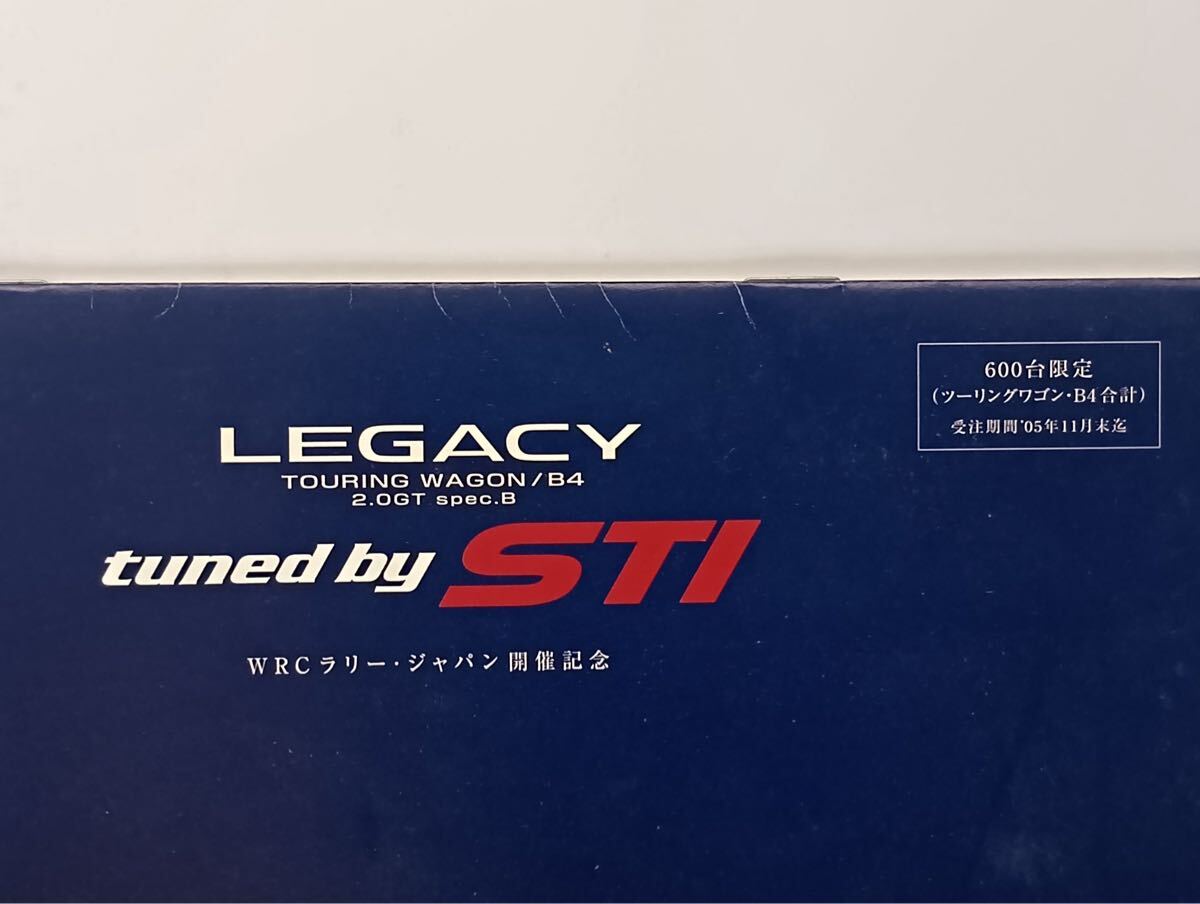 600台限定
(ツーリングワゴン・B4合計)
受注期間'05年11月末迄
LEGACY
TOURING WAGON/B4
2.0GT spec.B
tuned by STI
WRCラリー・ジャパン開催記念